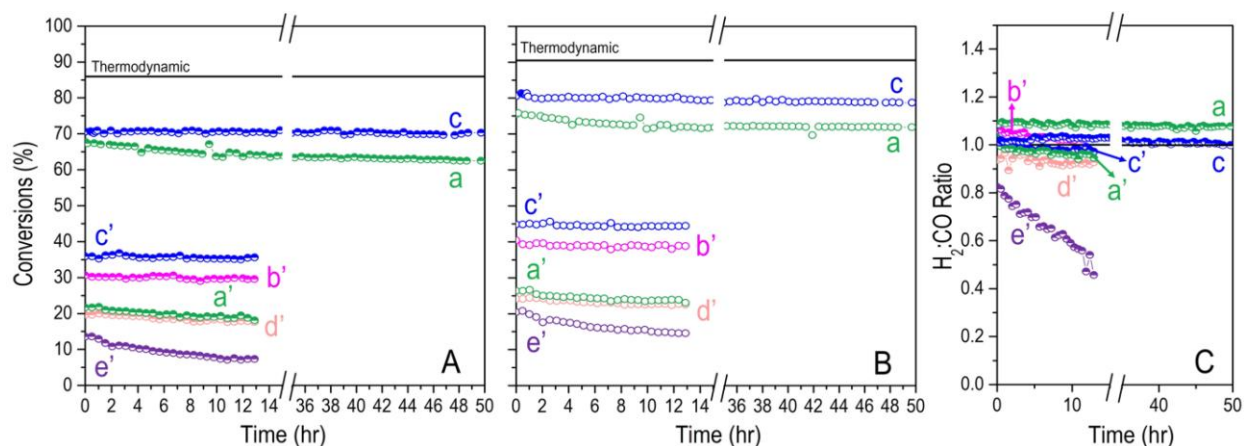 Conversions (%)
100
90
80
70
60
50
40
30
20
10
0
Thermodynamic
c
a
c’
b’
a’
d’
e’
A
0 2 4 6 8 10 12 14 36 38 40 42 44 46 48 50
Time (hr)
Thermodynamic
c
a
c’
b’
a’
d’
e’
B
0 2 4 6 8 10 12 14 36 38 40 42 44 46 48 50
Time (hr)
H2:CO Ratio
1.4
1.2
1.0
0.8
0.6
0.4
0.2
0.0
b’
a
c’
c
d’
a’
e’
C
0 10 40 50
Time (hr)